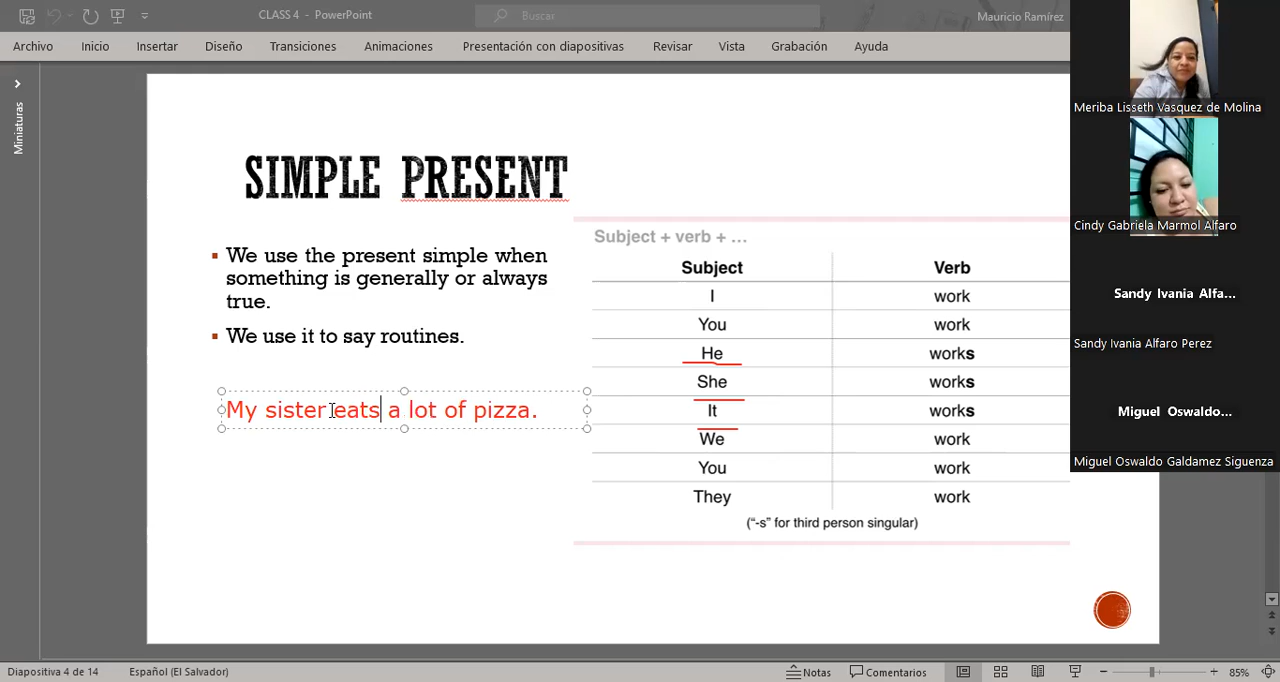 CLASS 4 - PowerPoint
Buscar
Mauricio Ramírez
Archivo Inicio Insertar Diseño Transiciones Animaciones Presentación con diapositivas Revisar Vista Grabación Ayuda
Miniaturas
SIMPLE PRESENT
We use the present simple when
something is generally or always
true.
We use it to say routines.
My sister eats a lot of pizza.
Subject + verb + ...
Subject Verb
I work
You work
He works
She works
It works
We work
You work
They work
("-s" for third person singular)
Meriba Lisseth Vasquez de Molina
Cindy Gabriela Marmol Alfaro
Sandy Ivania Alfa...
Sandy Ivania Alfaro Perez
Miguel Oswaldo...
Miguel Oswaldo Galdamez Siguenza
Diapositiva 4 de 14 Español (El Salvador) Notas Comentarios 85%